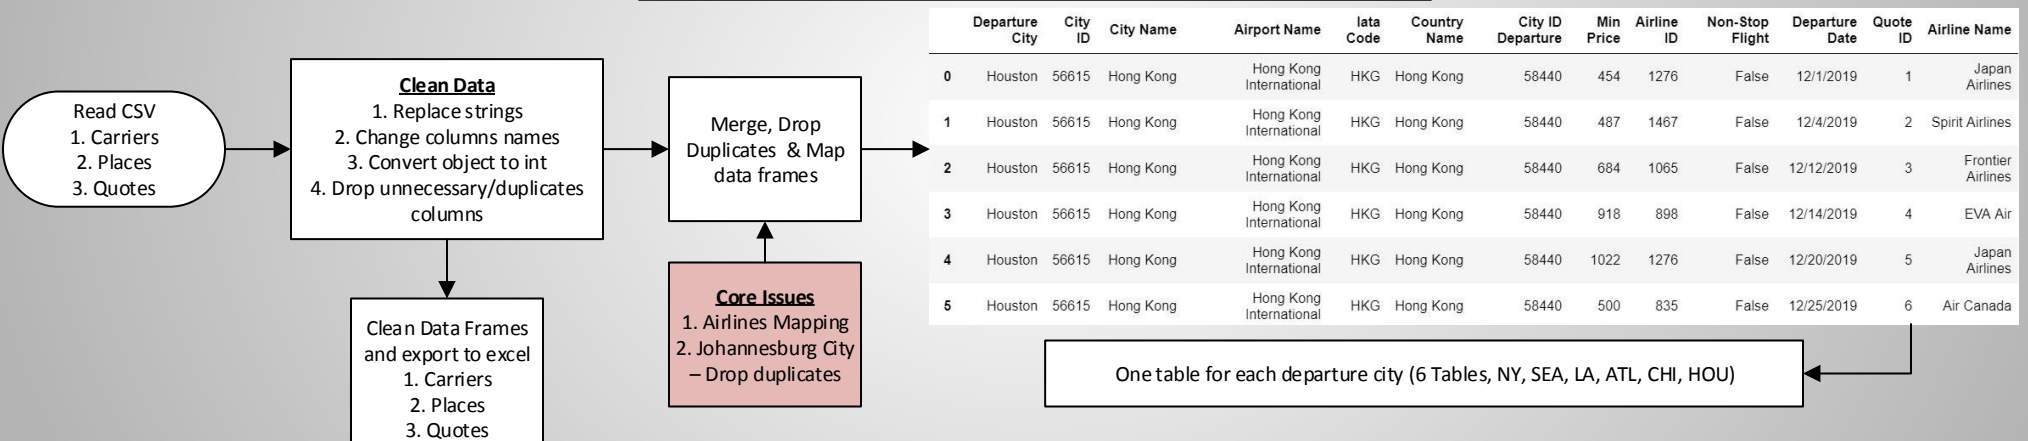 Read CSV
1. Carriers
2. Places
3. Quotes
Clean Data
1. Replace strings
2. Change columns names
3. Convert object to int
4. Drop unnecessary/duplicates
columns
Clean Data Frames
and export to excel
1. Carriers
2. Places
3. Quotes
Merge, Drop
Duplicates & Map
data frames
Core Issues
1. Airlines Mapping
2. Johannesburg City
– Drop duplicates
Departure City City ID City Name Airport Name Iata Code Country Name City ID Departure Min Price Airline ID Non-Stop Flight Departure Date Quote ID Airline Name
0 Houston 56615 Hong Kong Hong Kong International HKG Hong Kong 58440 454 1276 False 12/1/2019 1 Japan Airlines
1 Houston 56615 Hong Kong Hong Kong International HKG Hong Kong 58440 487 1467 False 12/4/2019 2 Spirit Airlines
2 Houston 56615 Hong Kong Hong Kong International HKG Hong Kong 58440 684 1065 False 12/12/2019 3 Frontier Airlines
3 Houston 56615 Hong Kong Hong Kong International HKG Hong Kong 58440 918 898 False 12/14/2019 4 EVA Air
4 Houston 56615 Hong Kong Hong Kong International HKG Hong Kong 58440 1022 1276 False 12/20/2019 5 Japan Airlines
5 Houston 56615 Hong Kong Hong Kong International HKG Hong Kong 58440 500 835 False 12/25/2019 6 Air Canada
One table for each departure city (6 Tables, NY, SEA, LA, ATL, CHI, HOU)